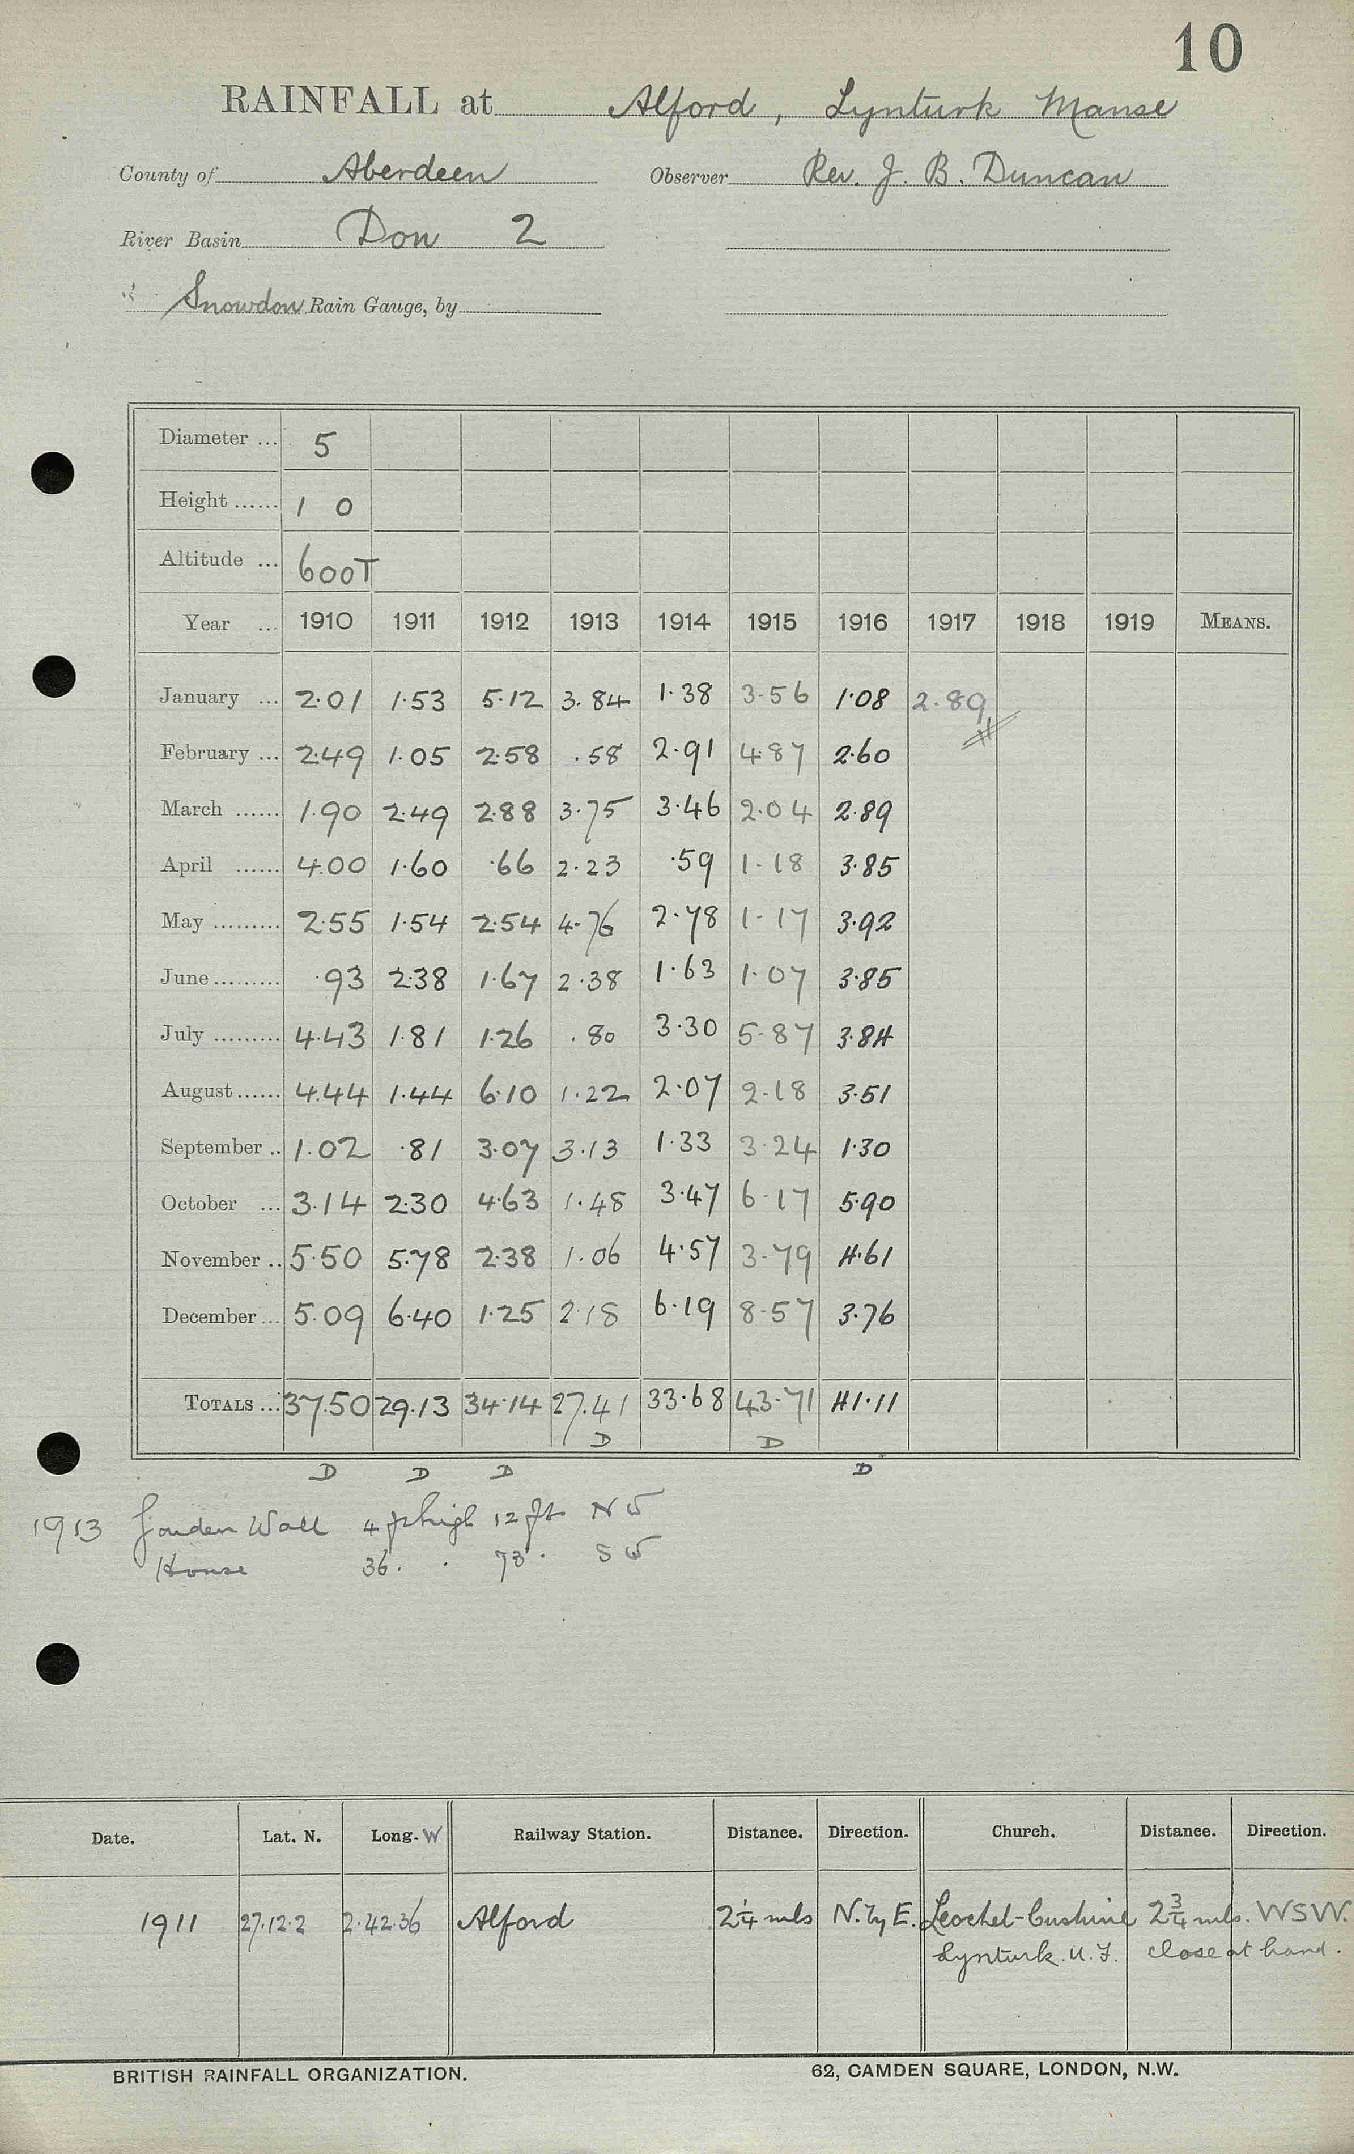 10
RAINFALL at Alford, Lynturk Manse
County of Aberdeen Observer Rev. J. B. Duncan
River Basin Don 2
Snowdon Rain Gauge, by
Diameter ... 5
Height ...... 1 0
Altitude ... 600T
Year ... 1910 1911 1912 1913 1914 1915 1916 1917 1918 1919 MEANS.
January ... 2.01 1.53 5.12 3.84 1.38 3.56 1.08 2.89
February ... 2.49 1.05 2.58 .58 2.91 4.87 2.60
March ...... 1.90 2.49 2.88 3.75 3.46 2.04 2.89
April ...... 4.00 1.60 .66 2.23 .59 1.18 3.85
May ......... 2.55 1.54 2.54 4.76 2.78 1.17 3.92
June ......... .93 2.38 1.67 2.38 1.63 1.07 3.85
July ......... 4.43 1.81 1.26 .80 3.30 5.87 3.84
August ...... 4.44 1.44 6.10 1.22 2.07 2.18 3.51
September .. 1.02 .81 3.07 3.13 1.33 3.24 1.30
October ... 3.14 2.30 4.63 1.48 3.47 6.17 5.90
November .. 5.50 5.78 2.38 1.06 4.57 3.79 4.61
December ... 5.09 6.40 1.25 2.18 6.19 8.57 3.76
TOTALS ... 37.50 29.13 34.14 27.41 33.68 43.71 41.11
D D
D D D D
1913 Garden Wall 4 ft high 12 ft NW
House 36 . . 73 . SW
Date. Lat. N. Long. W Railway Station. Distance. Direction. Church. Distance. Direction.
1911 27.12.2 2.42.36 Alford 2¼ mls N. by E. Leochel-Cushnie 2¾ mls. WSW.
Lynturk U.F. close at hand.
BRITISH RAINFALL ORGANIZATION. 62, CAMDEN SQUARE, LONDON, N.W.